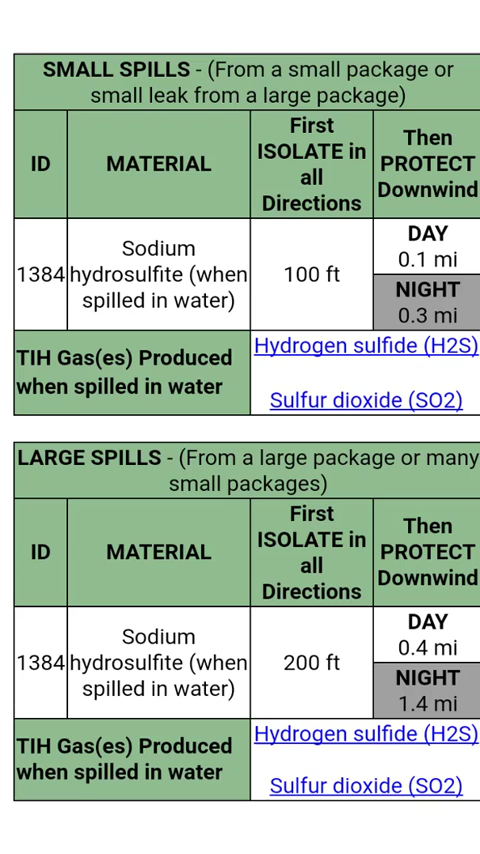 SMALL SPILLS - (From a small package or
small leak from a large package)
ID
MATERIAL
First
ISOLATE in
all
Directions
Then
PROTECT
Downwind
1384
Sodium
hydrosulfite (when
spilled in water)
100 ft
DAY
0.1 mi
NIGHT
0.3 mi
TIH Gas(es) Produced
when spilled in water
Hydrogen sulfide (H2S)
Sulfur dioxide (SO2)
LARGE SPILLS - (From a large package or many
small packages)
ID
MATERIAL
First
ISOLATE in
all
Directions
Then
PROTECT
Downwind
1384
Sodium
hydrosulfite (when
spilled in water)
200 ft
DAY
0.4 mi
NIGHT
1.4 mi
TIH Gas(es) Produced
when spilled in water
Hydrogen sulfide (H2S)
Sulfur dioxide (SO2)